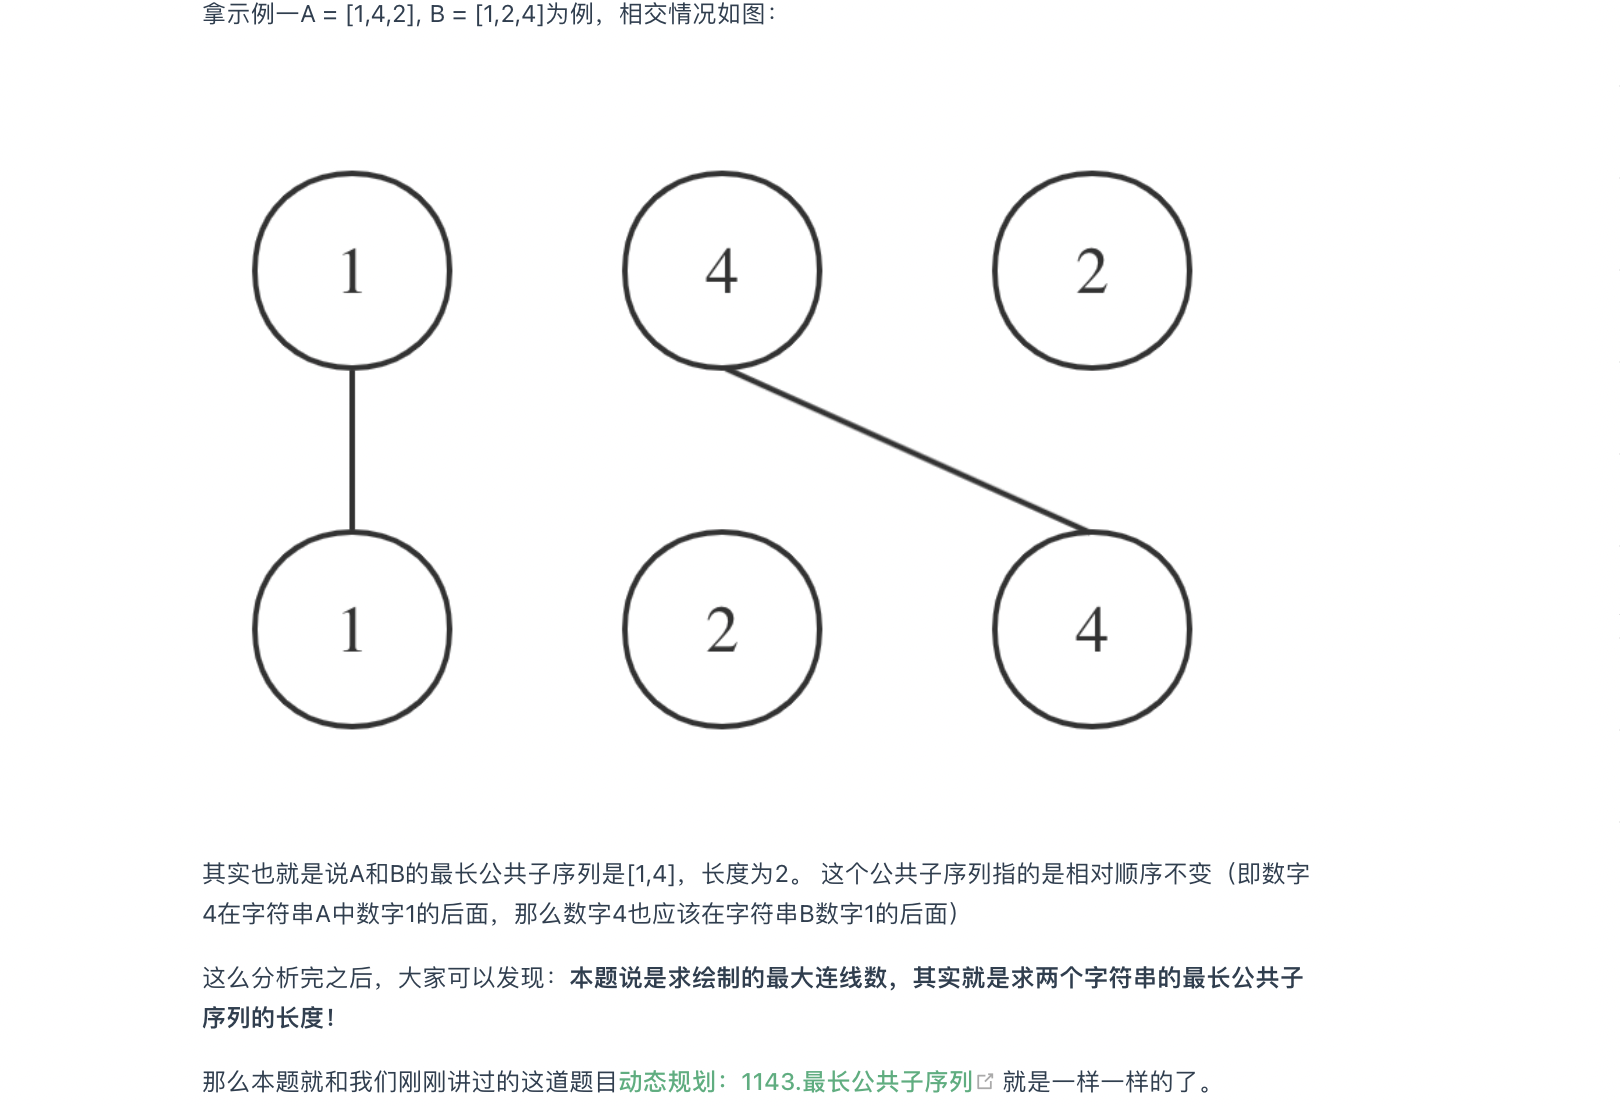 拿示例一A = [1,4,2], B = [1,2,4]为例，相交情况如图：
1 4 2
1 2 4
其实也就是说A和B的最长公共子序列是[1,4]，长度为2。 这个公共子序列指的是相对顺序不变（即数字
4在字符串A中数字1的后面，那么数字4也应该在字符串B数字1的后面）
这么分析完之后，大家可以发现：本题说是求绘制的最大连线数，其实就是求两个字符串的最长公共子
序列的长度！
那么本题就和我们刚刚讲过的这道题目动态规划：1143.最长公共子序列 就是一样一样的了。